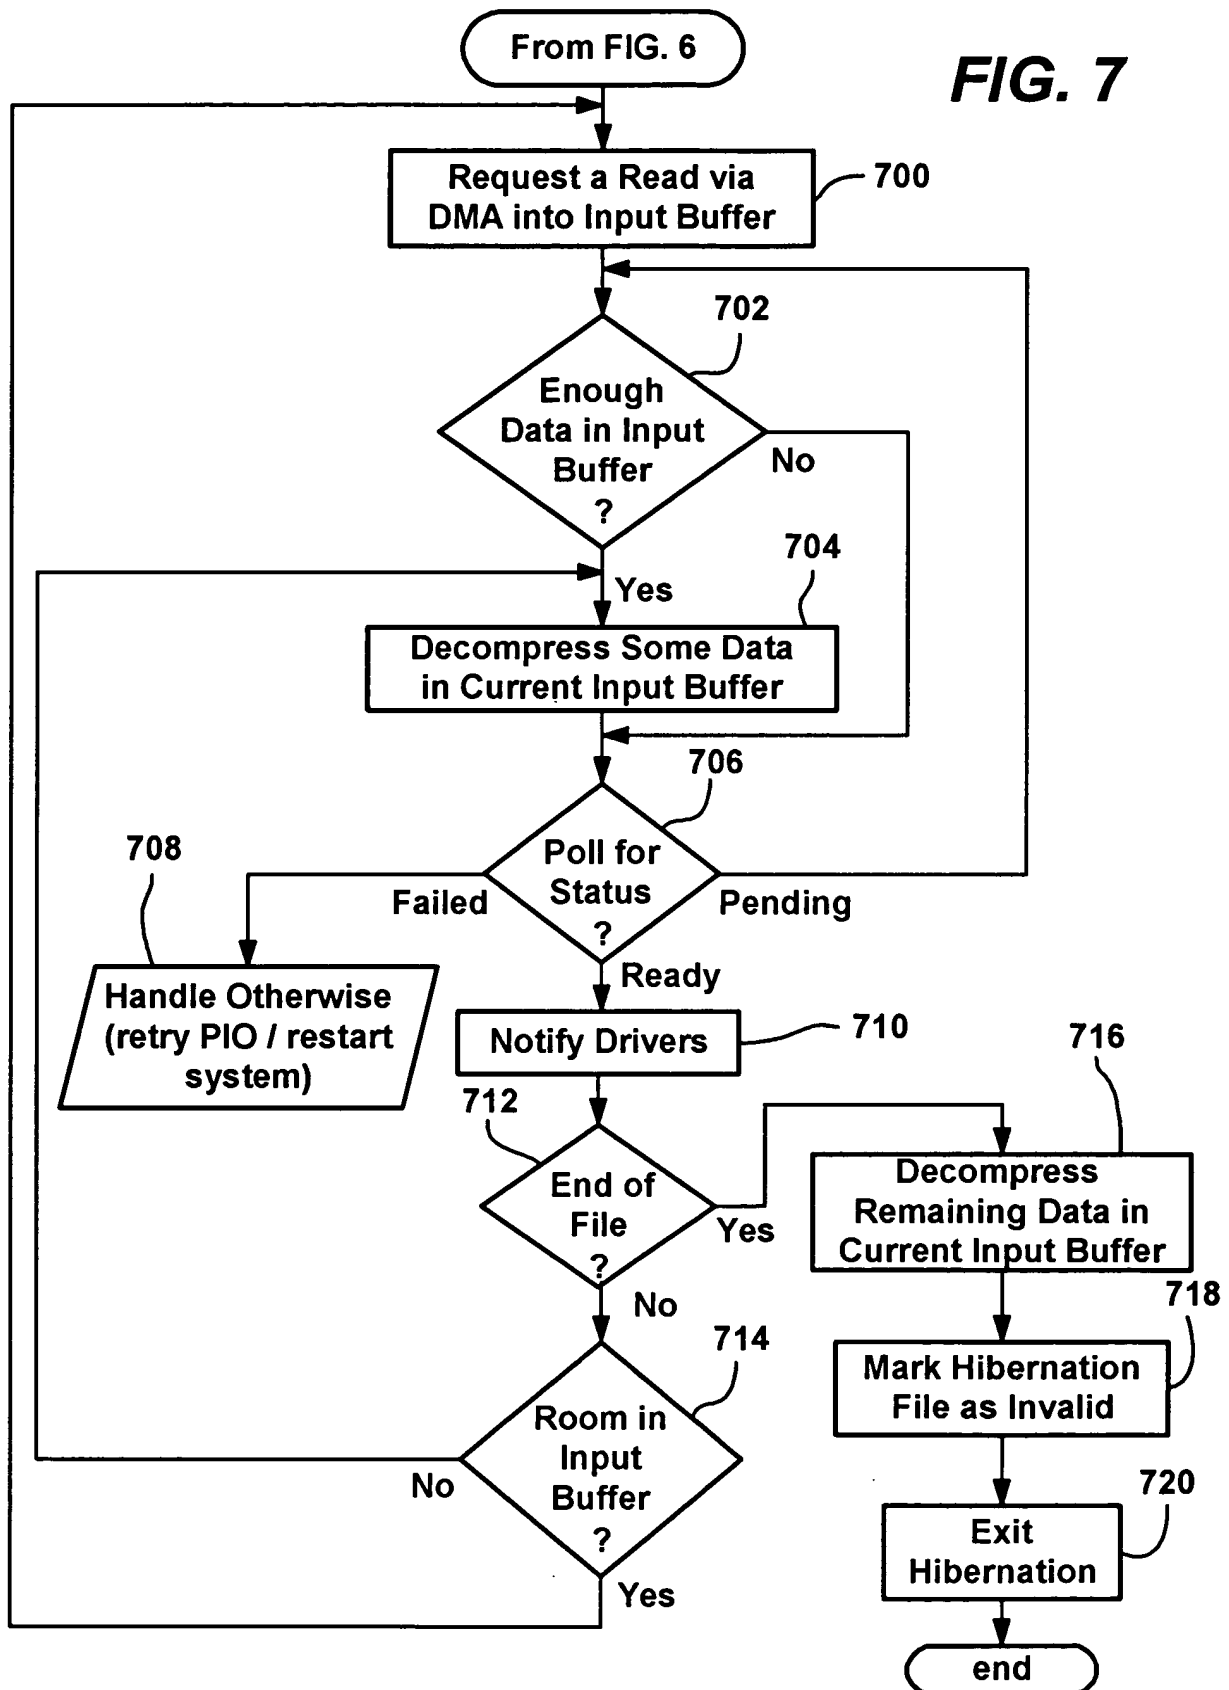 From FIG. 6
FIG. 7
Request a Read via
DMA into Input Buffer
700
702
Enough
Data in Input
Buffer
?
No
704
Yes
Decompress Some Data
in Current Input Buffer
706
708
Poll for
Status
?
Failed
Pending
Ready
Handle Otherwise
(retry PIO / restart
system)
Notify Drivers
710
712
716
End of
File
?
Yes
Decompress
Remaining Data in
Current Input Buffer
No
714
718
Mark Hibernation
File as Invalid
Room in
Input
Buffer
?
No
720
Exit
Hibernation
Yes
end